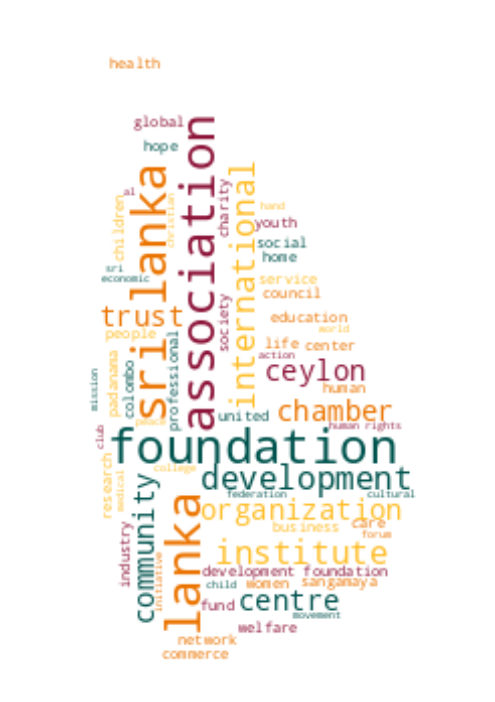 health
global
hope
association
sri lanka
international
al
children
christian
charity
hand
youth
social
home
sri
economic
service
council
trust
people
society
education
world
life
center
action
ceylon
human
mission
padanama
colombo
professional
peace
united
chamber
human rights
club
foundation
college
development
research
medical
community
federation
cultural
lanka
organization
business
care
forum
industry
initiative
institute
development foundation
child
women
sangamaya
fund
centre
movement
welfare
network
commerce